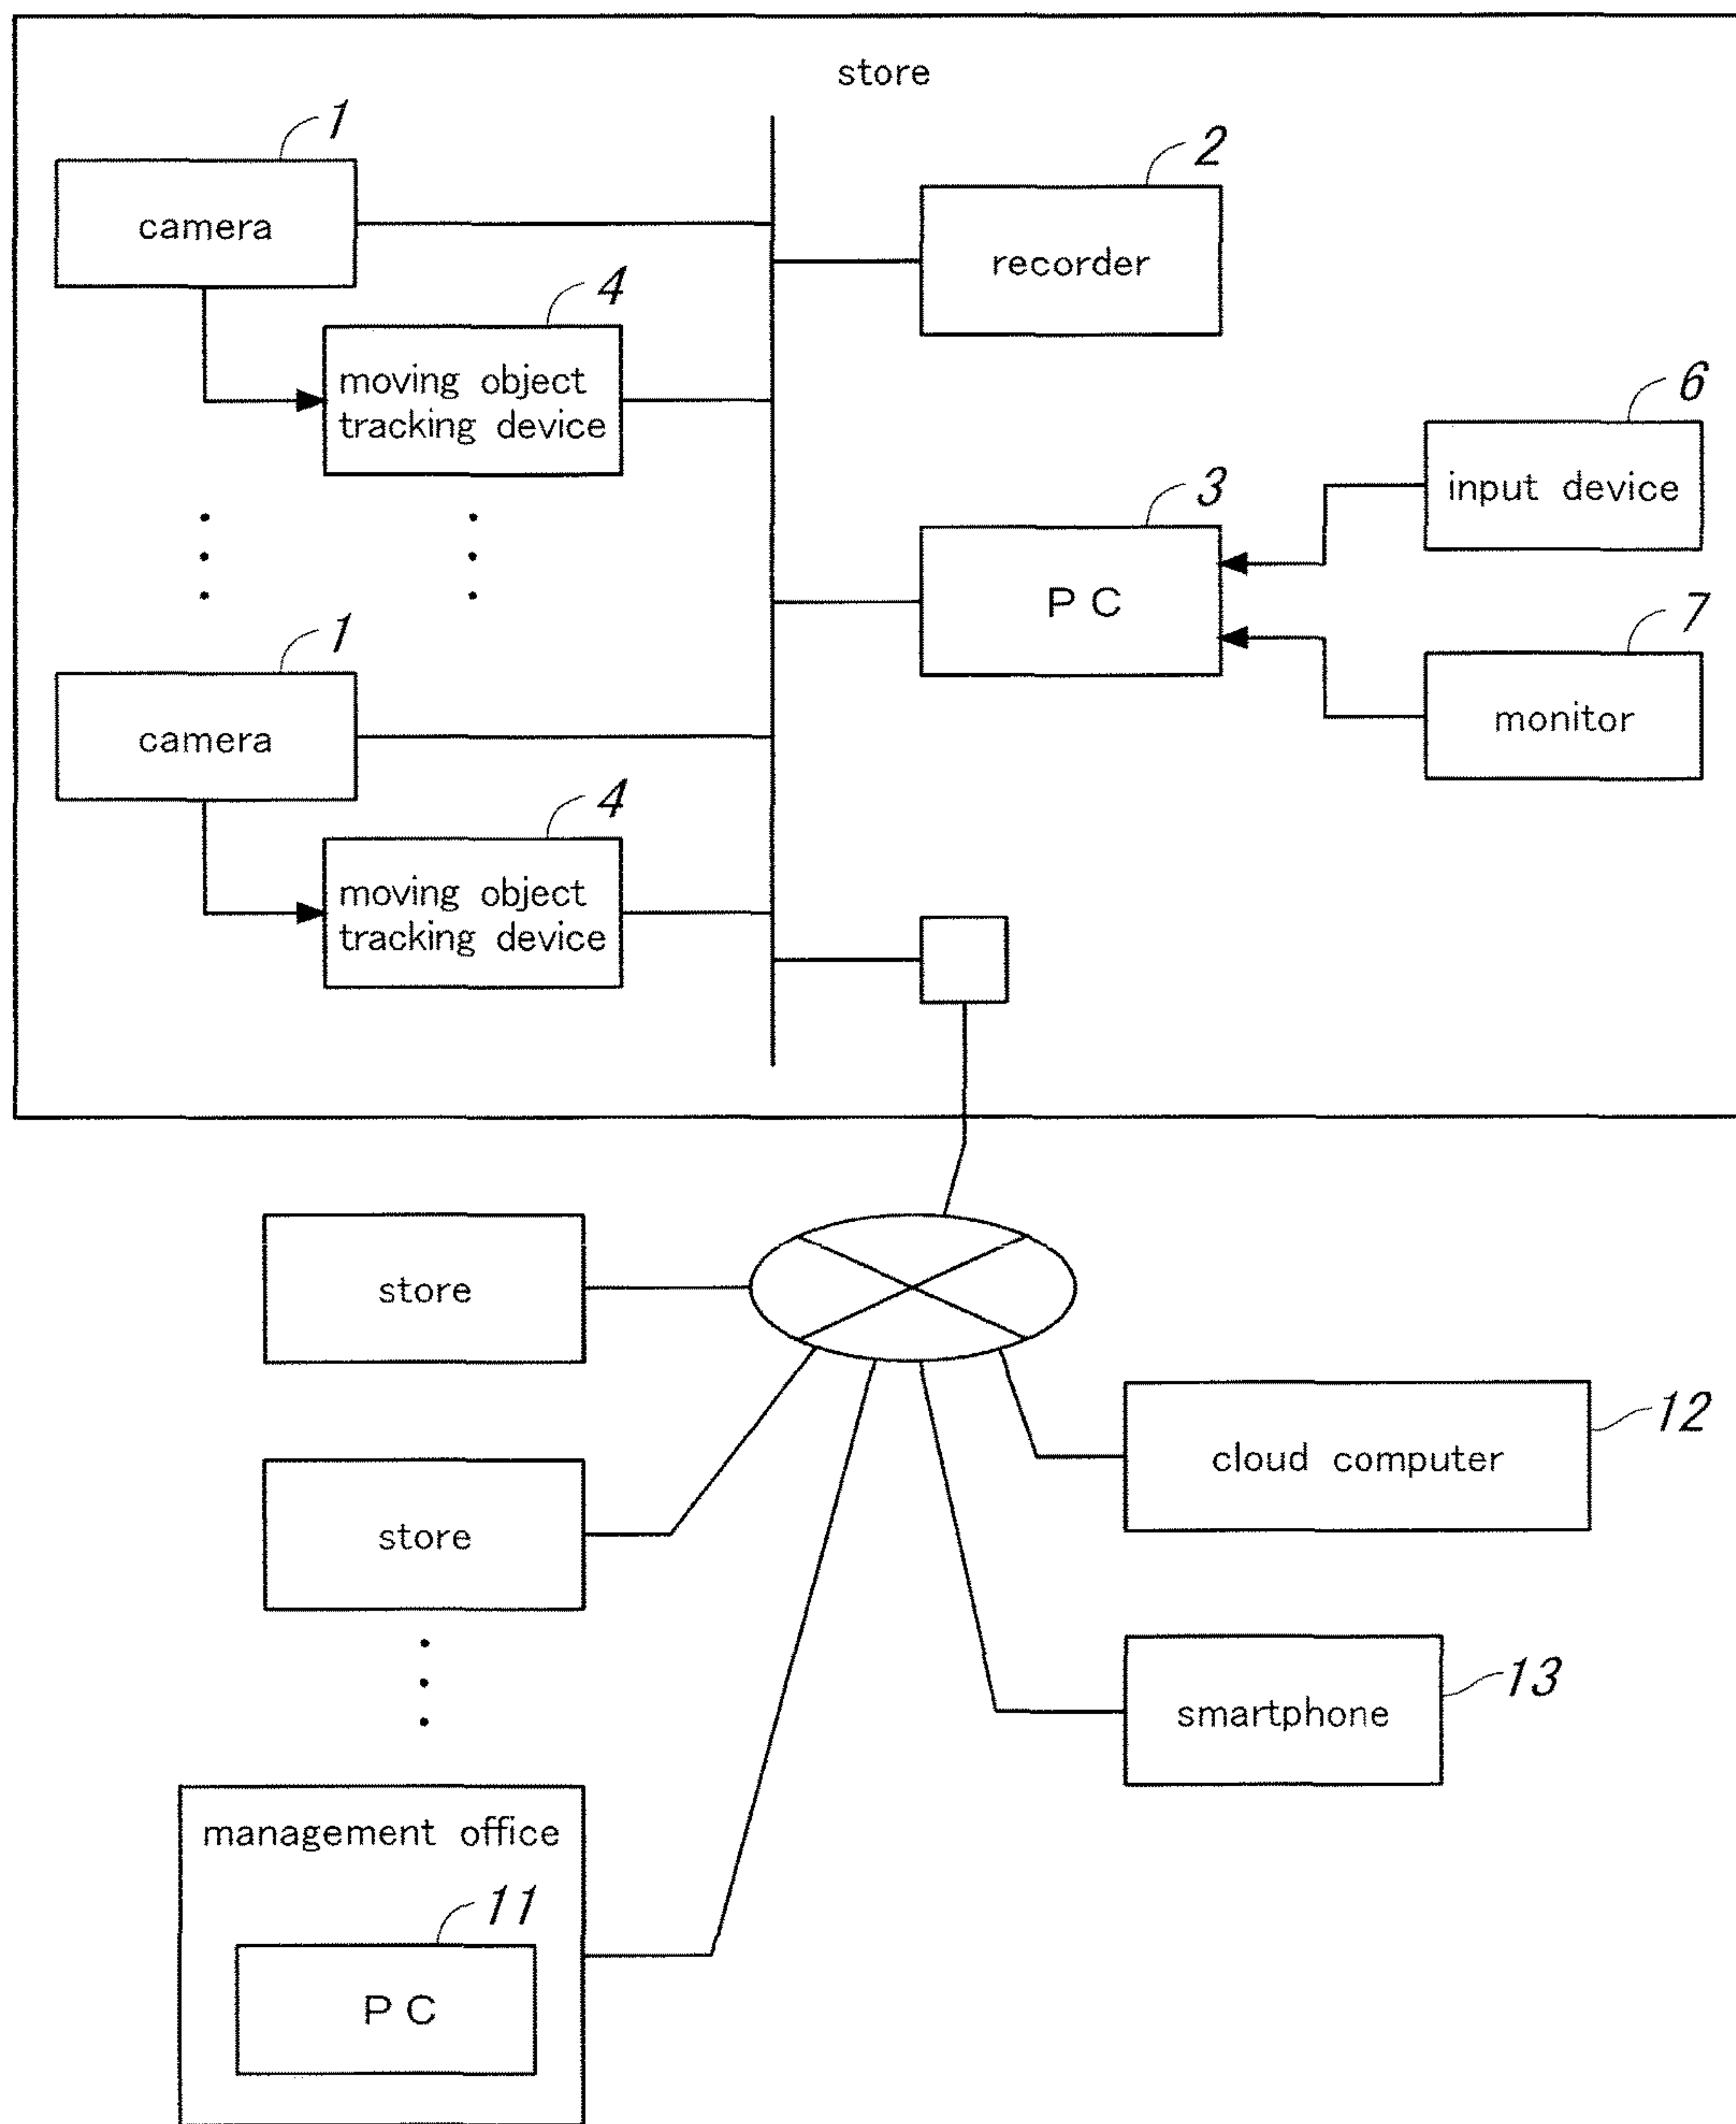 store
1
camera
2
recorder
4
moving object
tracking device
6
input device
3
PC
7
monitor
1
camera
4
moving object
tracking device
store
12
cloud computer
store
13
smartphone
management office
11
PC